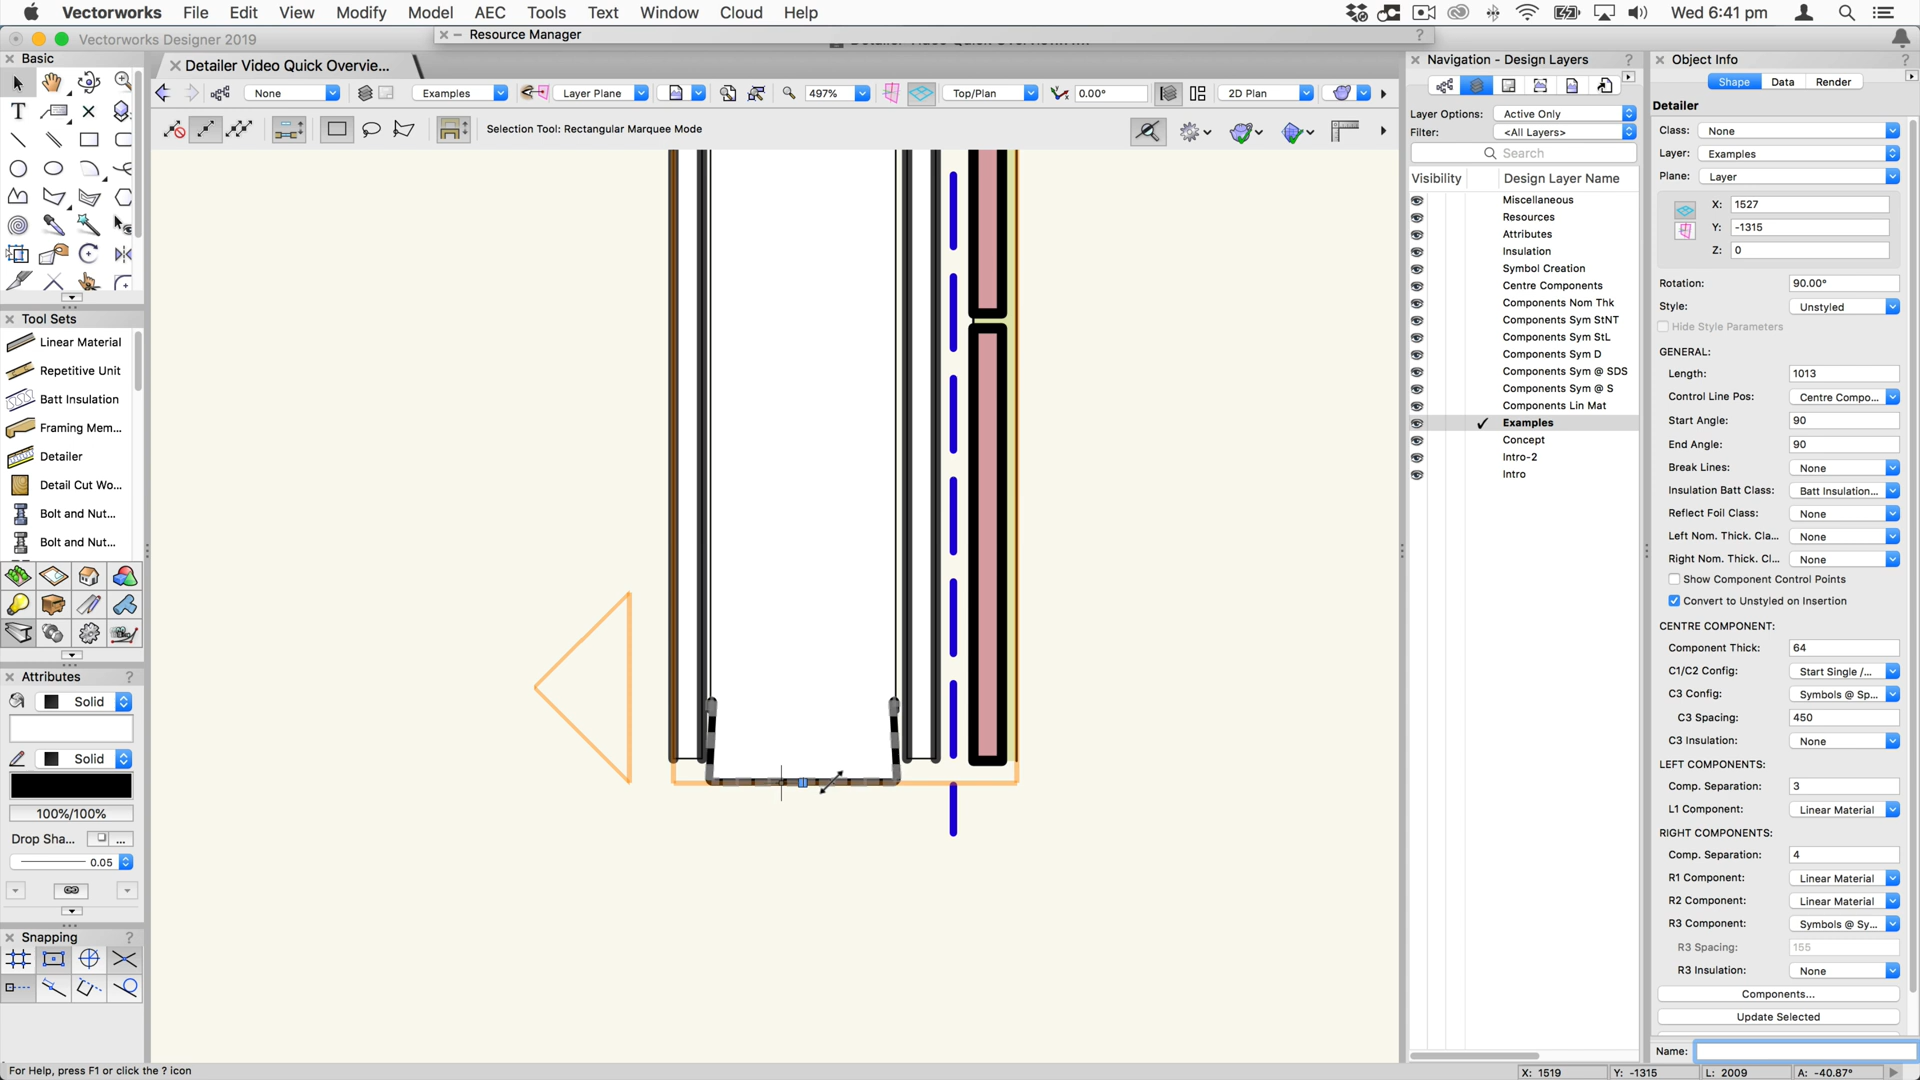 Vectorworks File Edit View Modify Model AEC Tools Text Window Cloud Help Wed 6:41 pm
Vectorworks Designer 2019
Resource Manager ?
Basic
Detailer Video Quick Overvie...
None Examples Layer Plane 497% Top/Plan 0.00° 2D Plan
Selection Tool: Rectangular Marquee Mode
Tool Sets
Linear Material
Repetitive Unit
Batt Insulation
Framing Mem...
Detailer
Detail Cut Wo...
Bolt and Nut...
Bolt and Nut...
Attributes ?
Solid
Solid
100%/100%
Drop Sha... ...
0.05
Snapping ?
For Help, press F1 or click the ? icon
Navigation - Design Layers ?
Layer Options: Active Only
Filter: <All Layers>
Search
Visibility Design Layer Name
Miscellaneous
Resources
Attributes
Insulation
Symbol Creation
Centre Components
Components Nom Thk
Components Sym StNT
Components Sym StL
Components Sym D
Components Sym @ SDS
Components Sym @ S
Components Lin Mat
Examples
Concept
Intro-2
Intro
Object Info ?
Shape Data Render
Detailer
Class: None
Layer: Examples
Plane: Layer
X: 1527
Y: -1315
Z: 0
Rotation: 90.00°
Style: Unstyled
Hide Style Parameters
GENERAL:
Length: 1013
Control Line Pos: Centre Compo...
Start Angle: 90
End Angle: 90
Break Lines: None
Insulation Batt Class: Batt Insulation...
Reflect Foil Class: None
Left Nom. Thick. Cla... None
Right Nom. Thick. Cl... None
Show Component Control Points
Convert to Unstyled on Insertion
CENTRE COMPONENT:
Component Thick: 64
C1/C2 Config: Start Single /...
C3 Config: Symbols @ Sp...
C3 Spacing: 450
C3 Insulation: None
LEFT COMPONENTS:
Comp. Separation: 3
L1 Component: Linear Material
RIGHT COMPONENTS:
Comp. Separation: 4
R1 Component: Linear Material
R2 Component: Linear Material
R3 Component: Symbols @ Sy...
R3 Spacing: 155
R3 Insulation: None
Components...
Update Selected
Name:
X: 1519 Y: -1315 L: 2009 A: -40.87°